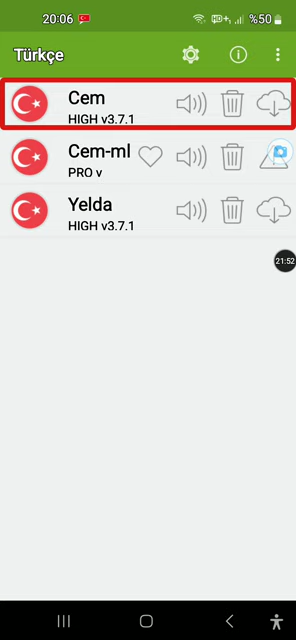 20:06 %50
Türkçe
Cem
HIGH v3.7.1
Cem-ml
PRO v
Yelda
HIGH v3.7.1
21:52